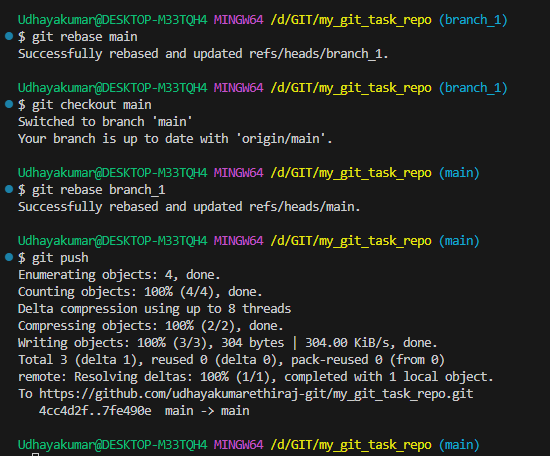 Udhayakumar@DESKTOP-M33TQH4 MINGW64 /d/GIT/my_git_task_repo (branch_1)
$ git rebase main
Successfully rebased and updated refs/heads/branch_1.
Udhayakumar@DESKTOP-M33TQH4 MINGW64 /d/GIT/my_git_task_repo (branch_1)
$ git checkout main
Switched to branch 'main'
Your branch is up to date with 'origin/main'.
Udhayakumar@DESKTOP-M33TQH4 MINGW64 /d/GIT/my_git_task_repo (main)
$ git rebase branch_1
Successfully rebased and updated refs/heads/main.
Udhayakumar@DESKTOP-M33TQH4 MINGW64 /d/GIT/my_git_task_repo (main)
$ git push
Enumerating objects: 4, done.
Counting objects: 100% (4/4), done.
Delta compression using up to 8 threads
Compressing objects: 100% (2/2), done.
Writing objects: 100% (3/3), 304 bytes | 304.00 KiB/s, done.
Total 3 (delta 1), reused 0 (delta 0), pack-reused 0 (from 0)
remote: Resolving deltas: 100% (1/1), completed with 1 local object.
To https://github.com/udhayakumarethiraj-git/my_git_task_repo.git
   4cc4d2f..7fe490e  main -> main
Udhayakumar@DESKTOP-M33TQH4 MINGW64 /d/GIT/my_git_task_repo (main)